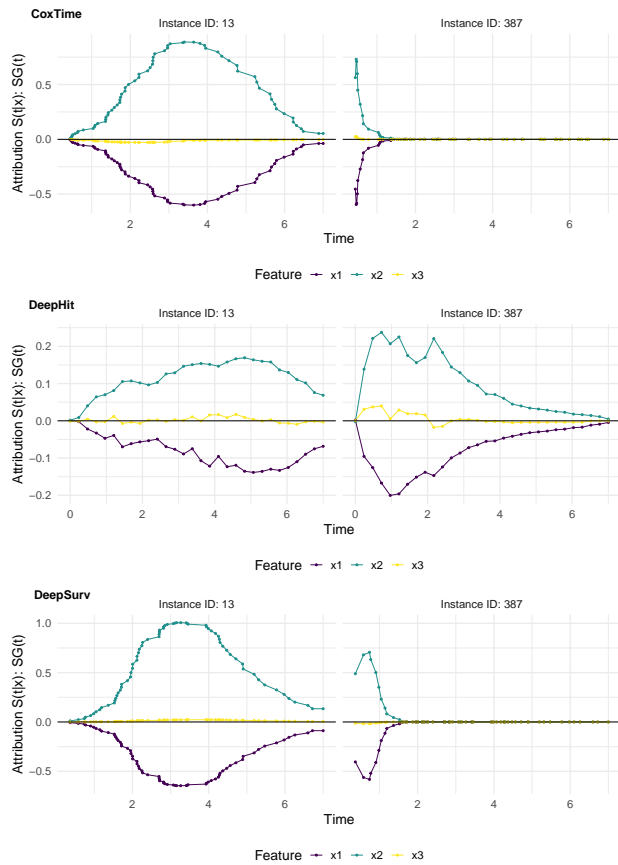 CoxTime
Instance ID: 13
Instance ID: 387
Attribution S(t|x): SG(t)
0.5
0.0
−0.5
2 4 6 2 4 6
Time
Feature x1 x2 x3
DeepHit
Instance ID: 13
Instance ID: 387
Attribution S(t|x): SG(t)
0.2
0.1
0.0
−0.1
−0.2
0 2 4 6 0 2 4 6
Time
Feature x1 x2 x3
DeepSurv
Instance ID: 13
Instance ID: 387
Attribution S(t|x): SG(t)
1.0
0.5
0.0
−0.5
2 4 6 2 4 6
Time
Feature x1 x2 x3